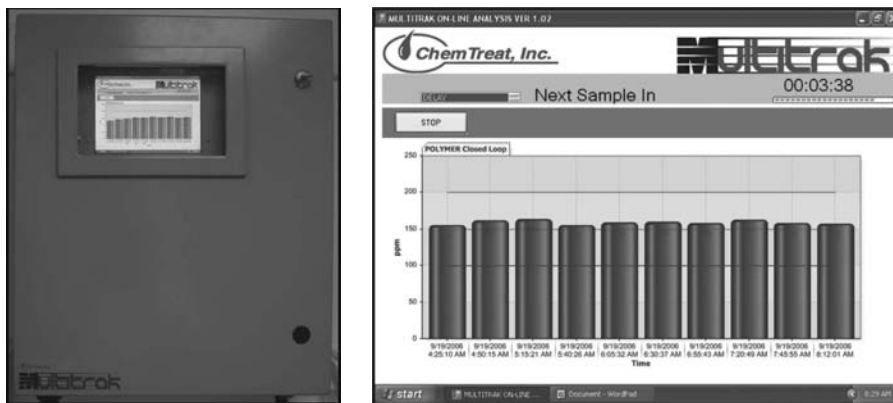 Multitrak
MULTITRAK ON-LINE ANALYSIS VER 1.02
ChemTreat, Inc.
Multitrak
DELAY
Next Sample In
00:03:38
STOP
POLYMER Closed Loop
250
200
150
100
50
0
ppm
9/19/2006 9/19/2006 9/19/2006 9/19/2006 9/19/2006 9/19/2006 9/19/2006 9/19/2006 9/19/2006 9/19/2006
4:25:10 AM 4:50:15 AM 5:15:21 AM 5:40:26 AM 6:05:32 AM 6:30:37 AM 6:55:43 AM 7:20:49 AM 7:45:55 AM 8:12:01 AM
Time
start
MULTITRAK ON-LINE ...
Document - WordPad
8:29 AM